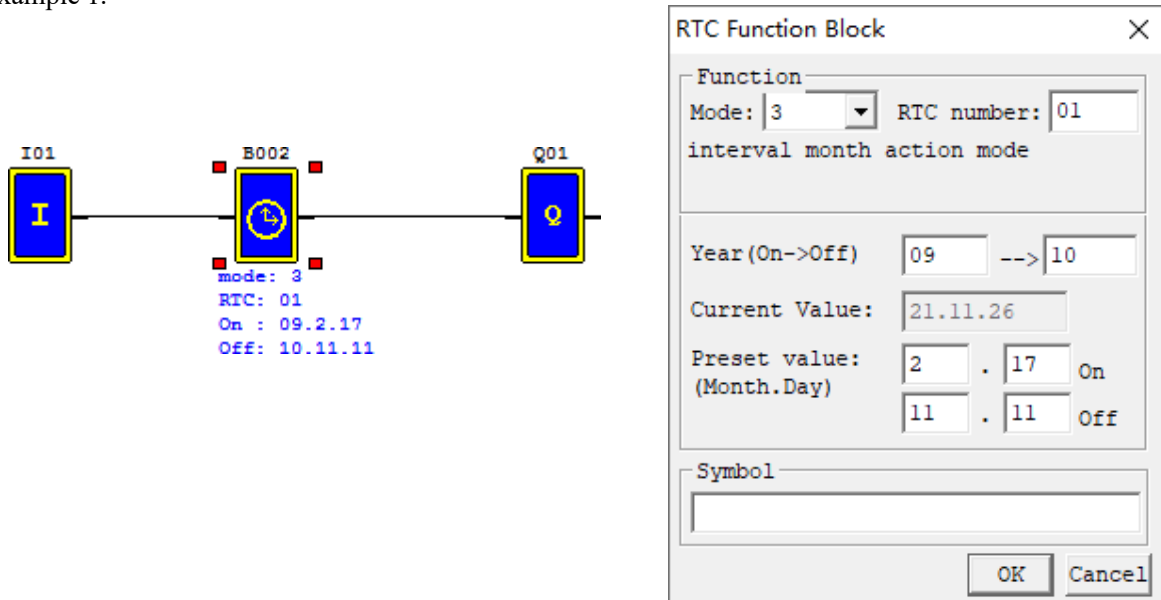 xample 1:
I01
B002
Q01
I
Q
mode: 3
RTC: 01
On : 09.2.17
Off: 10.11.11
RTC Function Block
Function
Mode: 3 RTC number: 01
interval month action mode
Year(On->Off) 09 --> 10
Current Value: 21.11.26
Preset value: 2 . 17 On
(Month.Day)
11 . 11 Off
Symbol
OK Cancel